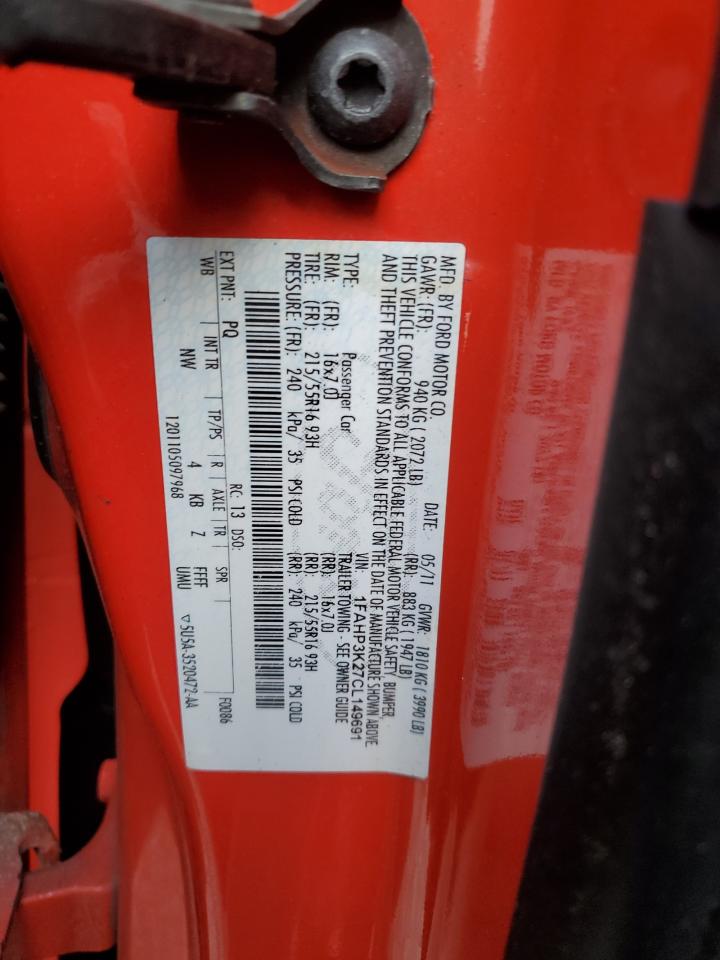 MFD. BY FORD MOTOR CO. DATE: 05/11 GVWR: 1810 KG (3990 LB)
GAWR: (FR): 940 KG (2072 LB) (RR): 883 KG (1947 LB)
THIS VEHICLE CONFORMS TO ALL APPLICABLE FEDERAL MOTOR VEHICLE SAFETY, BUMPER,
AND THEFT PREVENTION STANDARDS IN EFFECT ON THE DATE OF MANUFACTURE SHOWN ABOVE
VIN: 1FAHP3K27CL149691
TYPE: Passenger Car TRAILER TOWING - SEE OWNER GUIDE
RIM: (FR): 16x7.0J (RR): 16x7.0J
TIRE: (FR): 215/55R16 93H (RR): 215/55R16 93H
PRESSURE (FR): 240 kPa/ 35 PSI COLD (RR): 240 kPa/ 35 PSI COLD
RC: 13 DSO: F0086
EXT PNT: PQ INT TR TP/PS R AXLE TR SPR
WB NW 4 KB Z FFFF
UMU
1201105097968 ▽5U5A-3520472-AA